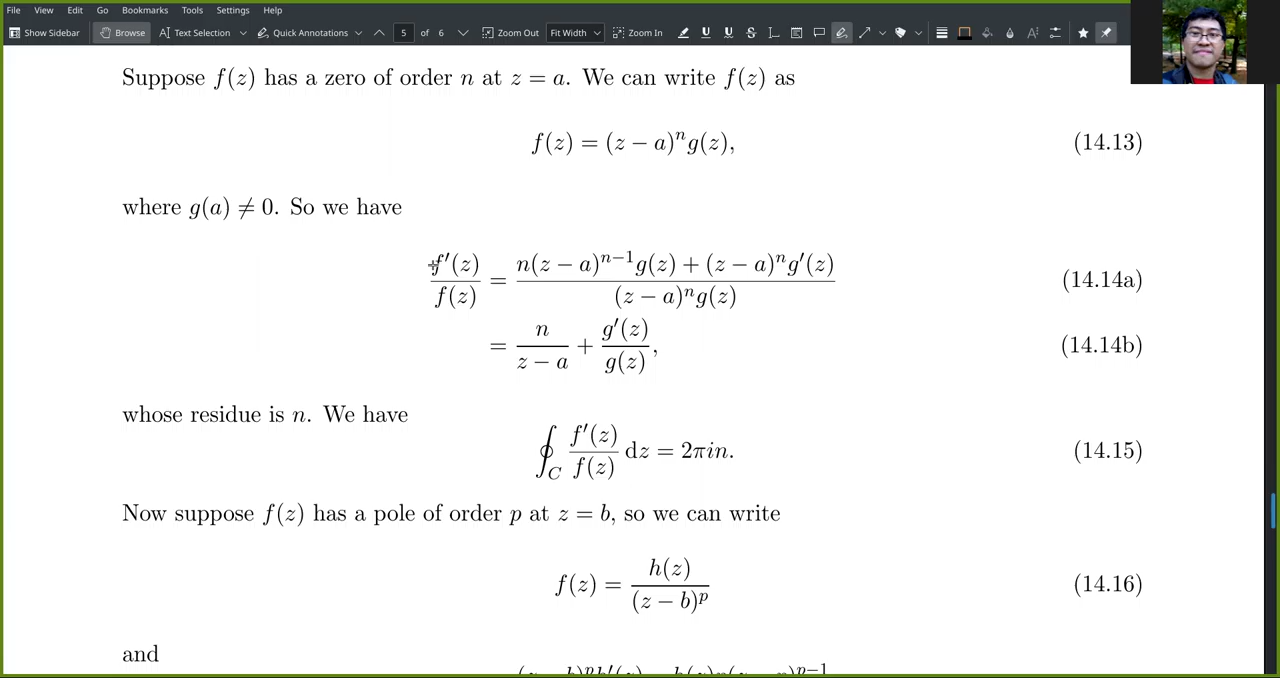 File View Edit Go Bookmarks Tools Settings Help
Show Sidebar Browse Text Selection Quick Annotations 5 of 6 Zoom Out Fit Width Zoom In
Suppose f(z) has a zero of order n at z = a. We can write f(z) as
f(z) = (z − a)^n g(z), (14.13)
where g(a) ≠ 0. So we have
f′(z)/f(z) = (n(z − a)^{n−1} g(z) + (z − a)^n g′(z))/((z − a)^n g(z)) (14.14a)
= n/(z − a) + g′(z)/g(z), (14.14b)
whose residue is n. We have
∮_C f′(z)/f(z) dz = 2πin. (14.15)
Now suppose f(z) has a pole of order p at z = b, so we can write
f(z) = h(z)/(z − b)^p (14.16)
and